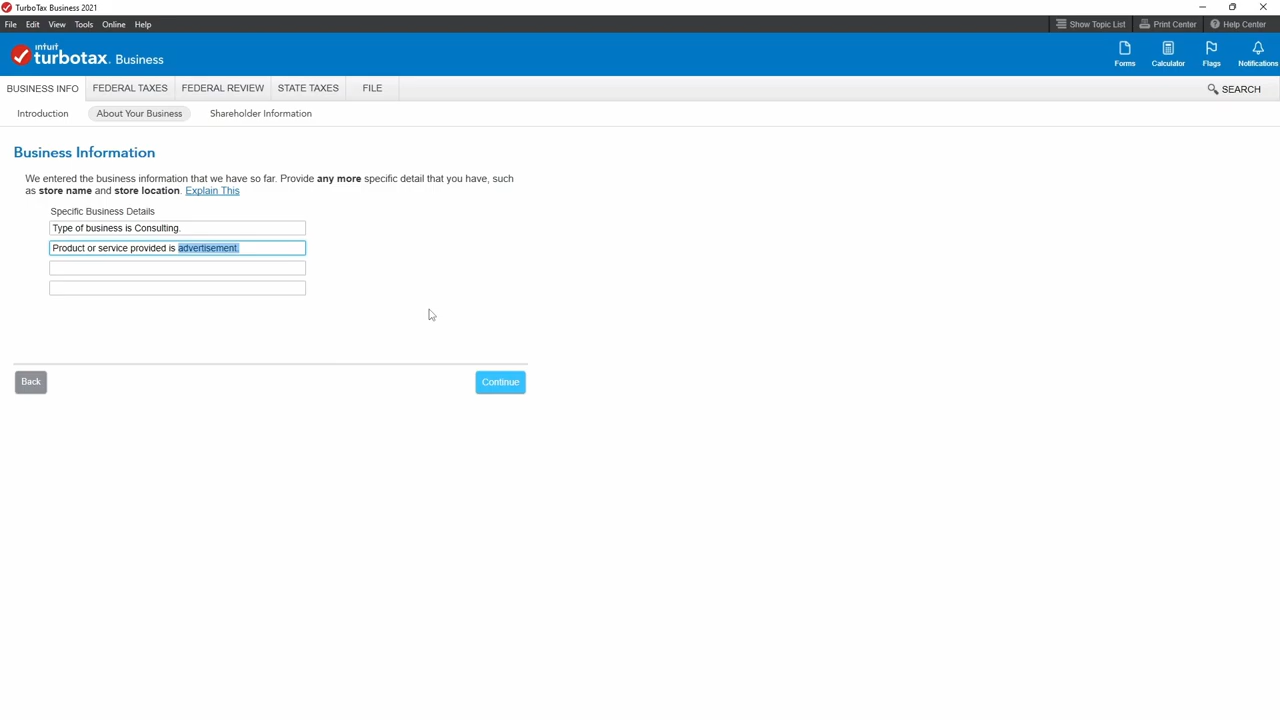 TurboTax Business 2021
File Edit View Tools Online Help
Show Topic List Print Center Help Center
intuit turbotax. Business
Forms Calculator Flags Notifications
BUSINESS INFO FEDERAL TAXES FEDERAL REVIEW STATE TAXES FILE SEARCH
Introduction About Your Business Shareholder Information
Business Information
We entered the business information that we have so far. Provide any more specific detail that you have, such
as store name and store location. Explain This
Specific Business Details
Type of business is Consulting.
Product or service provided is advertisement.
Back Continue